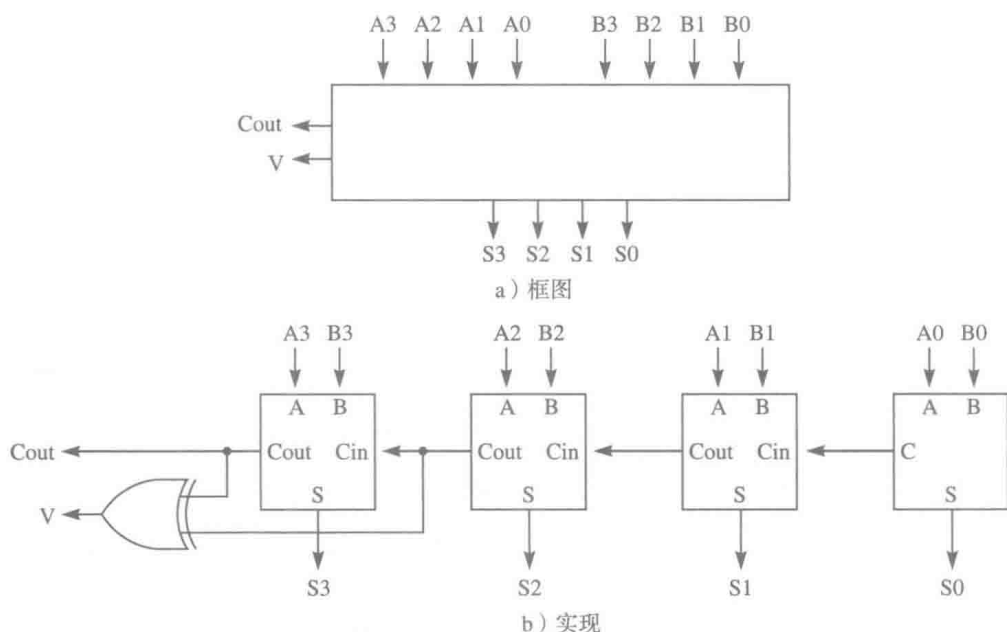 A3 A2 A1 A0 B3 B2 B1 B0
Cout
V
S3 S2 S1 S0
a）框图
A3 B3 A2 B2 A1 B1 A0 B0
A B A B A B A B
Cout Cout Cin Cout Cin Cout Cin C
S S S S
V
S3 S2 S1 S0
b）实现